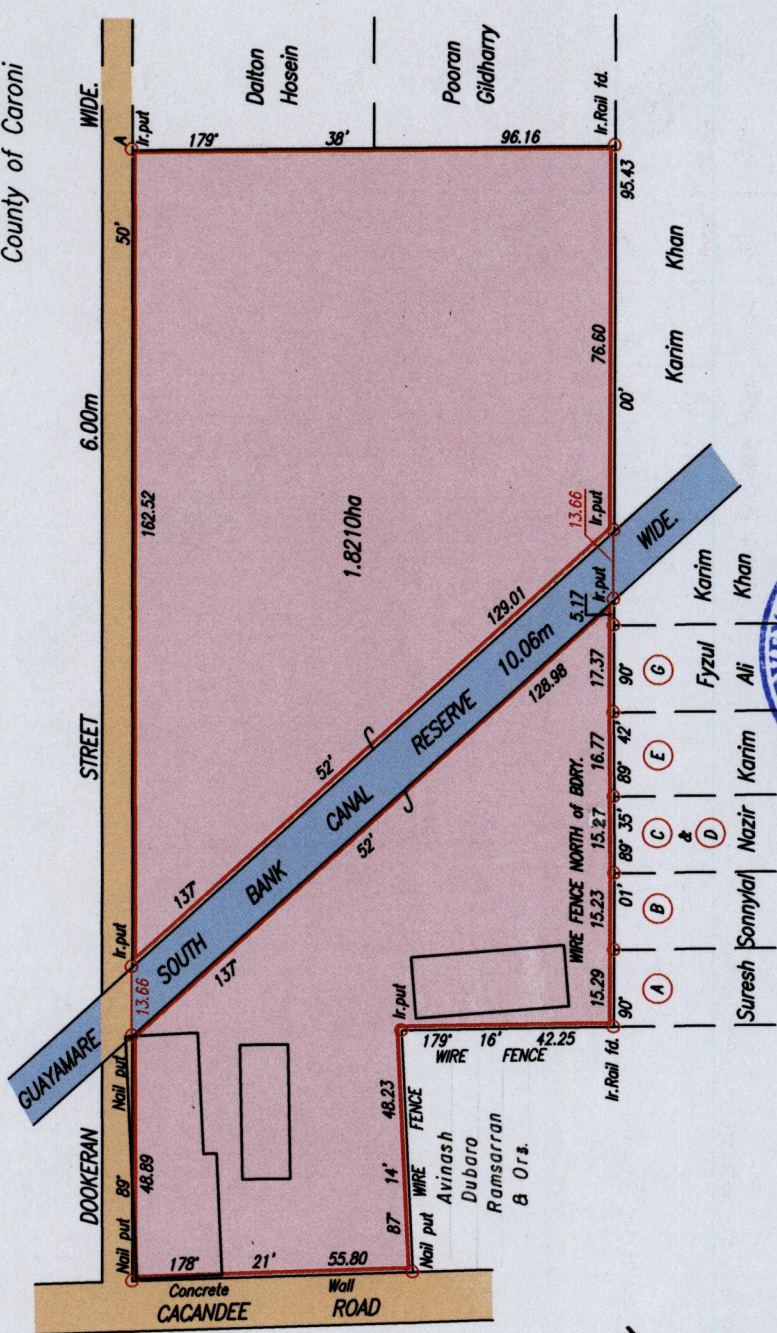 County of Caroni
DOOKERAN STREET 6.00m WIDE.
GUAYAMARE SOUTH BANK CANAL RESERVE 10.06m WIDE.
CACANDEE ROAD
Concrete Wall
Nail put 89° 50'
48.89
Nail put
13.66
Ir.put
162.52
A
Ir.put
179° 38' 96.16
Dalton
Hosein
Pooran
Gildharry
Ir.Rail fd.
95.43
76.60
00'
Karim Khan
1.8210ha
137° 52' 129.01
137° 52' 128.98
13.66
Ir.put
Ir.put
5.17
178° 21' 55.80
Nail put
87° 14' 48.23
WIRE FENCE
Avinash
Dubaro
Ramsarran
& Ors.
Ir.put
179° 16' 42.25
WIRE FENCE
Ir.Rail fd.
WIRE FENCE NORTH of BDRY.
15.29 15.23 15.27 16.77 17.37
90° 01' 89° 35' 89° 42' 90°
A B C & D E G
Suresh Sonnylal Nazir Karim
Fyzul Ali
Karim Khan